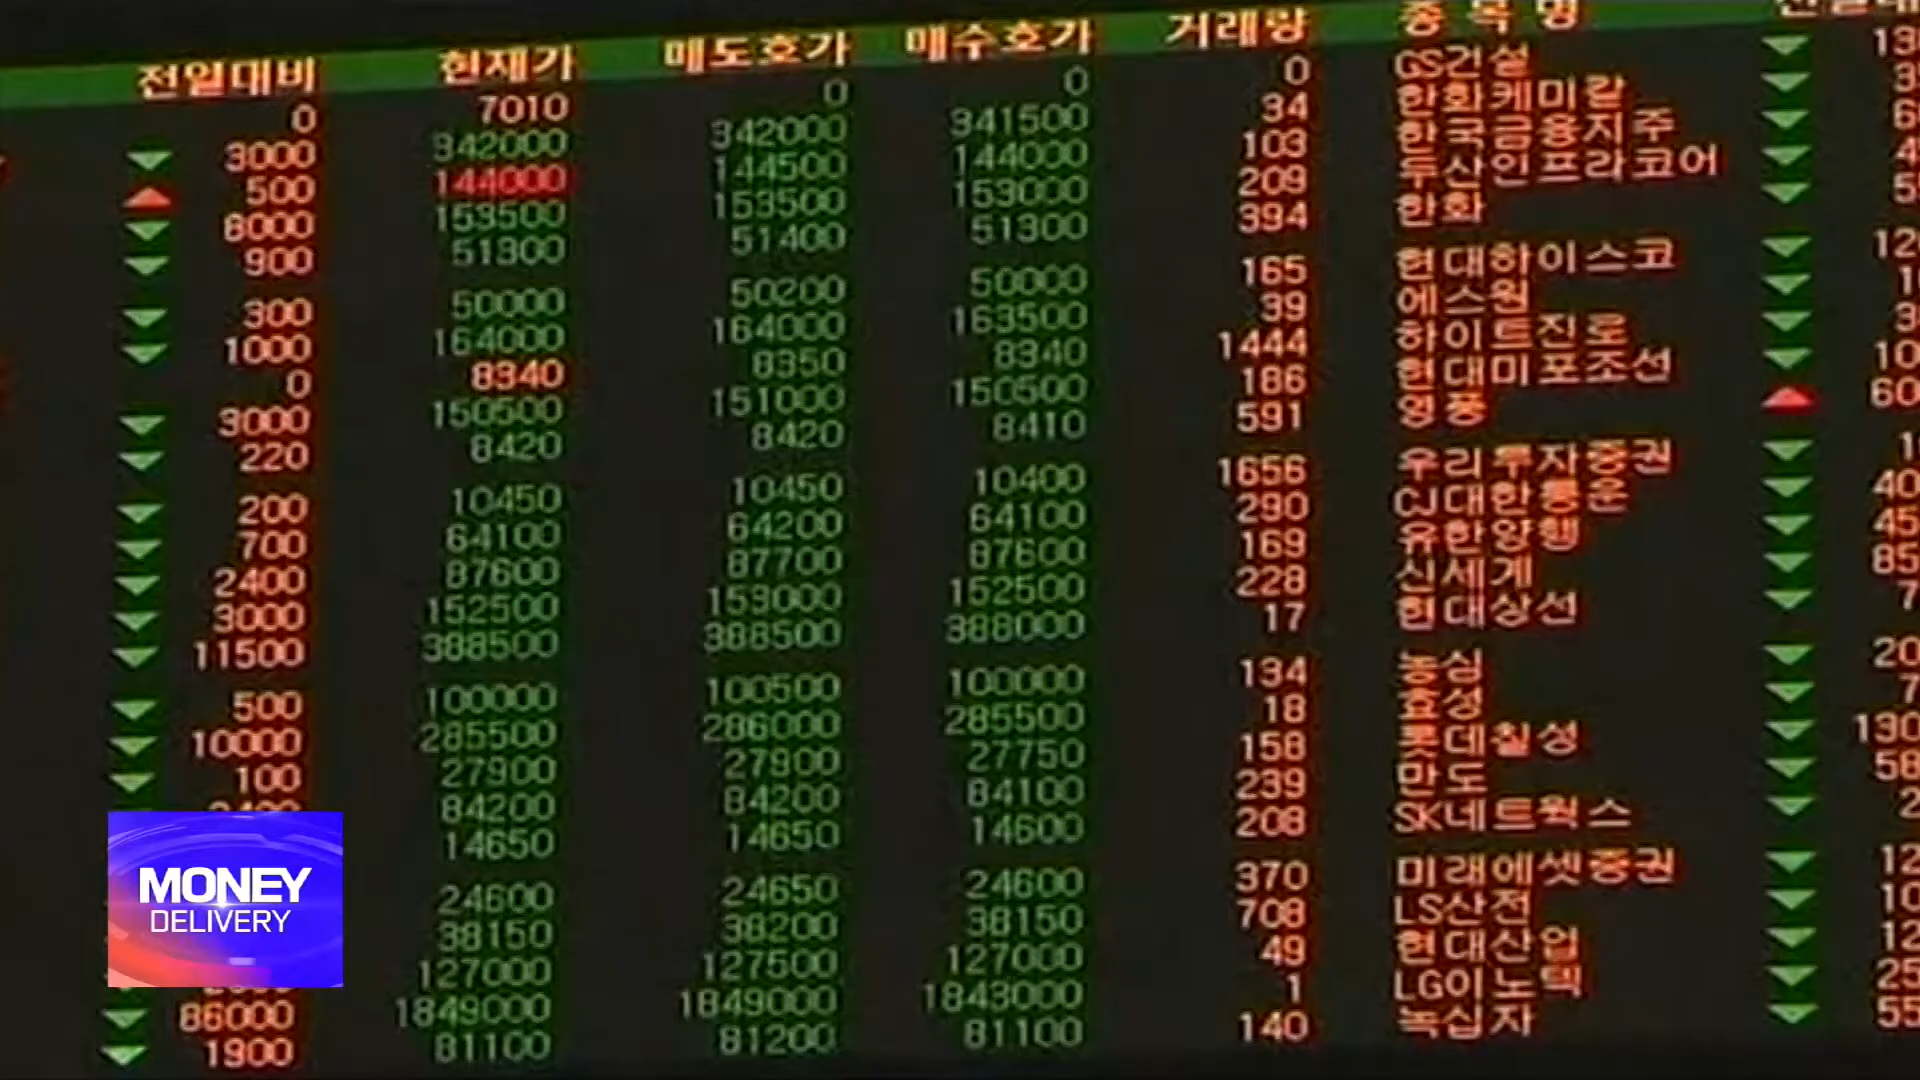 전일대비 현재가 매도호가 매수호가 거래량 종목명
0 7010 0 0 0 GS건설
3000 342000 342000 341500 34 한화케미칼
500 144000 144500 144000 103 한국금융지주
8000 153500 153500 153000 209 두산인프라코어
900 51300 51400 51300 394 한화
300 50000 50200 50000 165 현대하이스코
1000 164000 164000 163500 39 에스원
0 8340 8350 8340 1444 하이트진로
3000 150500 151000 150500 186 현대미포조선
220 8420 8420 8410 591 영풍
200 10450 10450 10400 1656 우리투자증권
700 64100 64200 64100 290 CJ대한통운
2400 87600 87700 87600 169 유한양행
3000 152500 153000 152500 228 신세계
11500 388500 388500 388000 17 현대상선
500 100000 100500 100000 134 농심
10000 285500 286000 285500 18 효성
100 27900 27900 27750 158 롯데칠성
84200 84200 84100 239 만도
14650 14650 14600 208 SK네트웍스
24600 24650 24600 370 미래에셋증권
38150 38200 38150 708 LS산전
127000 127500 127000 49 현대산업
86000 1849000 1849000 1843000 1 LG이노텍
1900 81100 81200 81100 140 녹십자
MONEY
DELIVERY